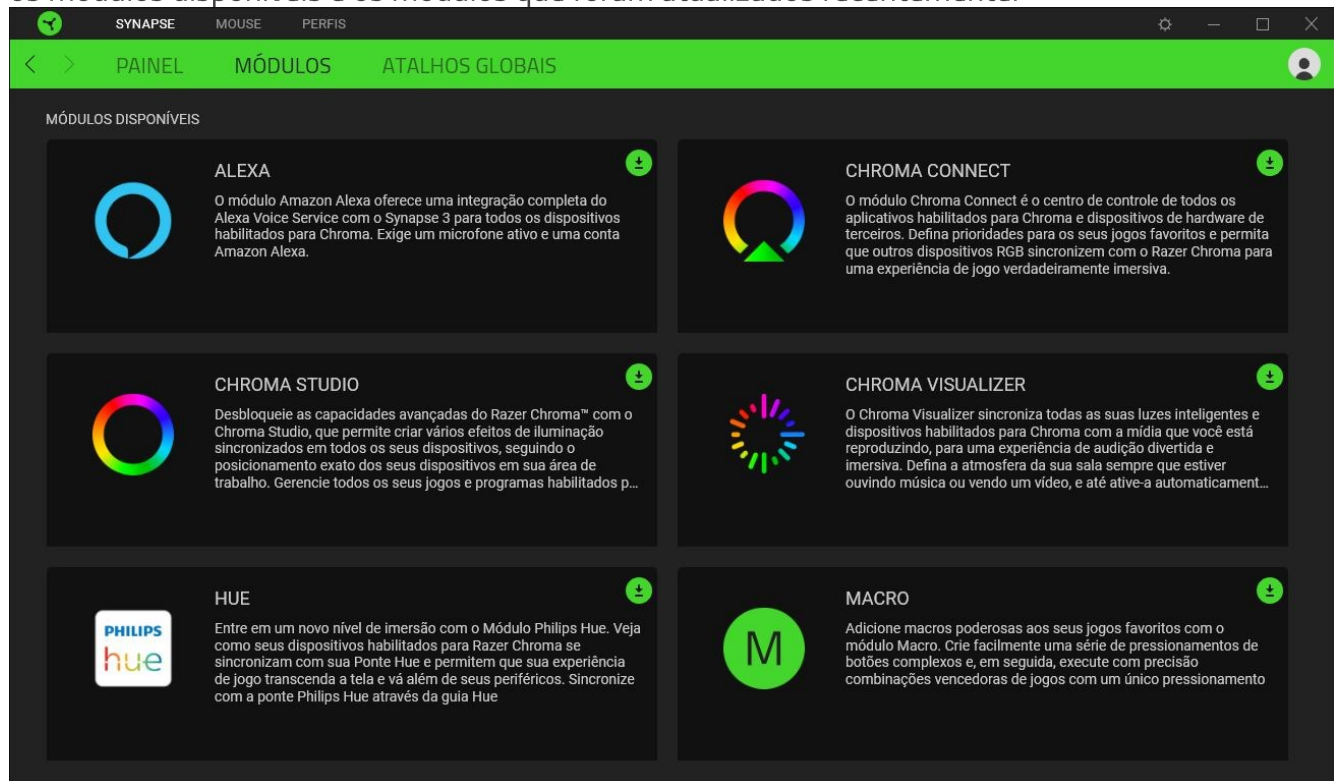 os módulos disponíveis e os módulos que foram atualizados recentemente.
SYNAPSE MOUSE PERFIS
PAINEL MÓDULOS ATALHOS GLOBAIS
MÓDULOS DISPONÍVEIS
ALEXA
O módulo Amazon Alexa oferece uma integração completa do
Alexa Voice Service com o Synapse 3 para todos os dispositivos
habilitados para Chroma. Exige um microfone ativo e uma conta
Amazon Alexa.
CHROMA CONNECT
O módulo Chroma Connect é o centro de controle de todos os
aplicativos habilitados para Chroma e dispositivos de hardware de
terceiros. Defina prioridades para os seus jogos favoritos e permita
que outros dispositivos RGB sincronizem com o Razer Chroma para
uma experiência de jogo verdadeiramente imersiva.
CHROMA STUDIO
Desbloqueie as capacidades avançadas do Razer Chroma™ com o
Chroma Studio, que permite criar vários efeitos de iluminação
sincronizados em todos os seus dispositivos, seguindo o
posicionamento exato dos seus dispositivos em sua área de
trabalho. Gerencie todos os seus jogos e programas habilitados p...
CHROMA VISUALIZER
O Chroma Visualizer sincroniza todas as suas luzes inteligentes e
dispositivos habilitados para Chroma com a mídia que você está
reproduzindo, para uma experiência de audição divertida e
imersiva. Defina a atmosfera da sua sala sempre que estiver
ouvindo música ou vendo um vídeo, e até ative-a automaticament...
PHILIPS
hue
HUE
Entre em um novo nível de imersão com o Módulo Philips Hue. Veja
como seus dispositivos habilitados para Razer Chroma se
sincronizam com sua Ponte Hue e permitem que sua experiência
de jogo transcenda a tela e vá além de seus periféricos. Sincronize
com a ponte Philips Hue através da guia Hue
M
MACRO
Adicione macros poderosas aos seus jogos favoritos com o
módulo Macro. Crie facilmente uma série de pressionamentos de
botões complexos e, em seguida, execute com precisão
combinações vencedoras de jogos com um único pressionamento